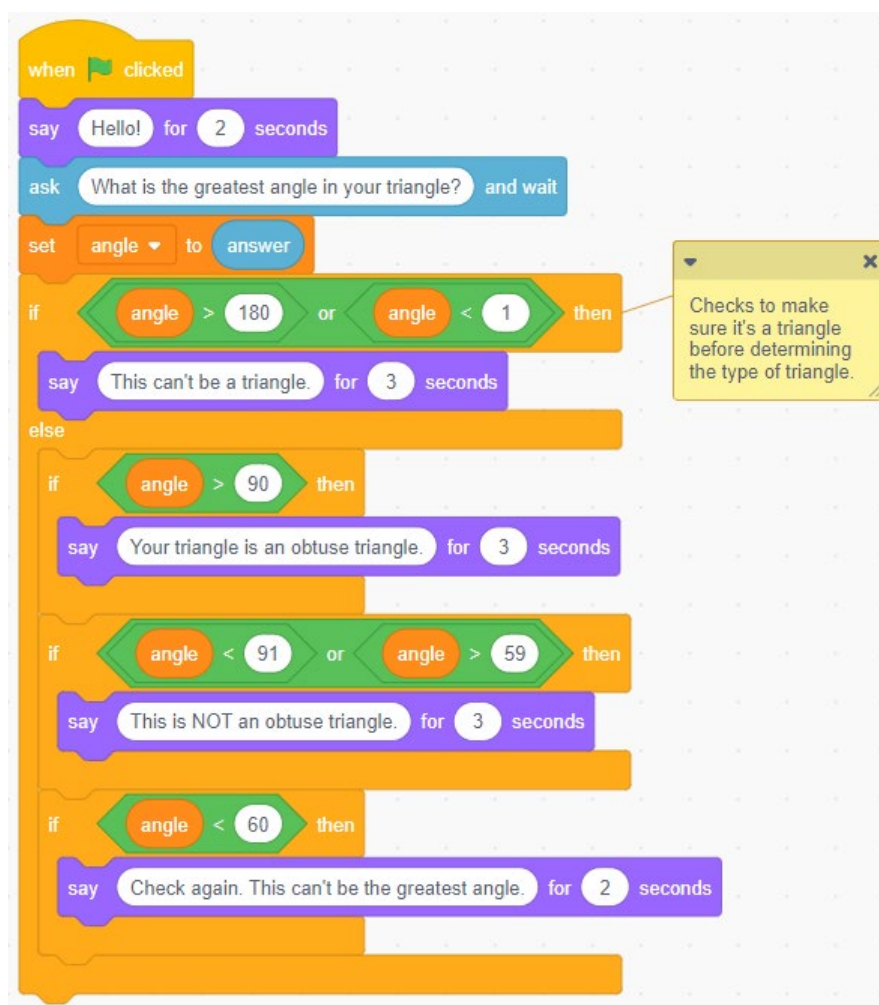 when clicked
say Hello! for 2 seconds
ask What is the greatest angle in your triangle? and wait
set angle to answer
if angle > 180 or angle < 1 then
Checks to make
sure it's a triangle
before determining
the type of triangle.
say This can't be a triangle. for 3 seconds
else
if angle > 90 then
say Your triangle is an obtuse triangle. for 3 seconds
if angle < 91 or angle > 59 then
say This is NOT an obtuse triangle. for 3 seconds
if angle < 60 then
say Check again. This can't be the greatest angle. for 2 seconds